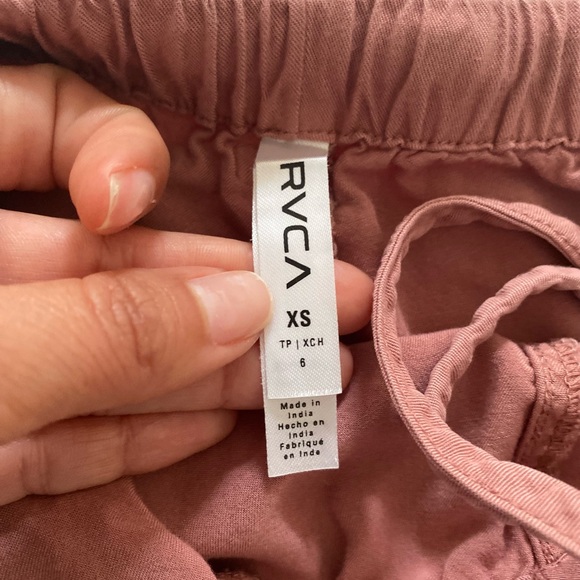 RVCA
XS
TP | XCH
6
Made in
India
Hecho en
India
Fabriqué
en Inde